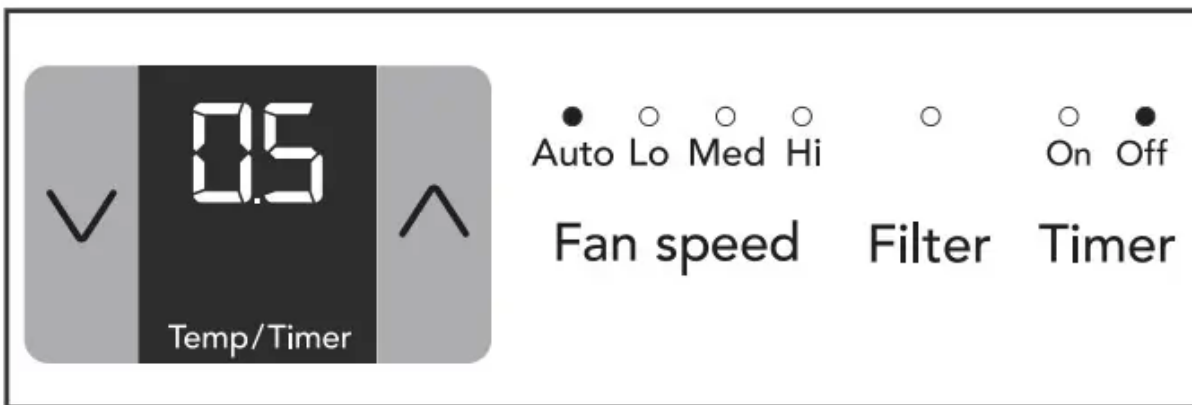 0.5
Temp/Timer
Auto Lo Med Hi
Fan speed
Filter
On Off
Timer